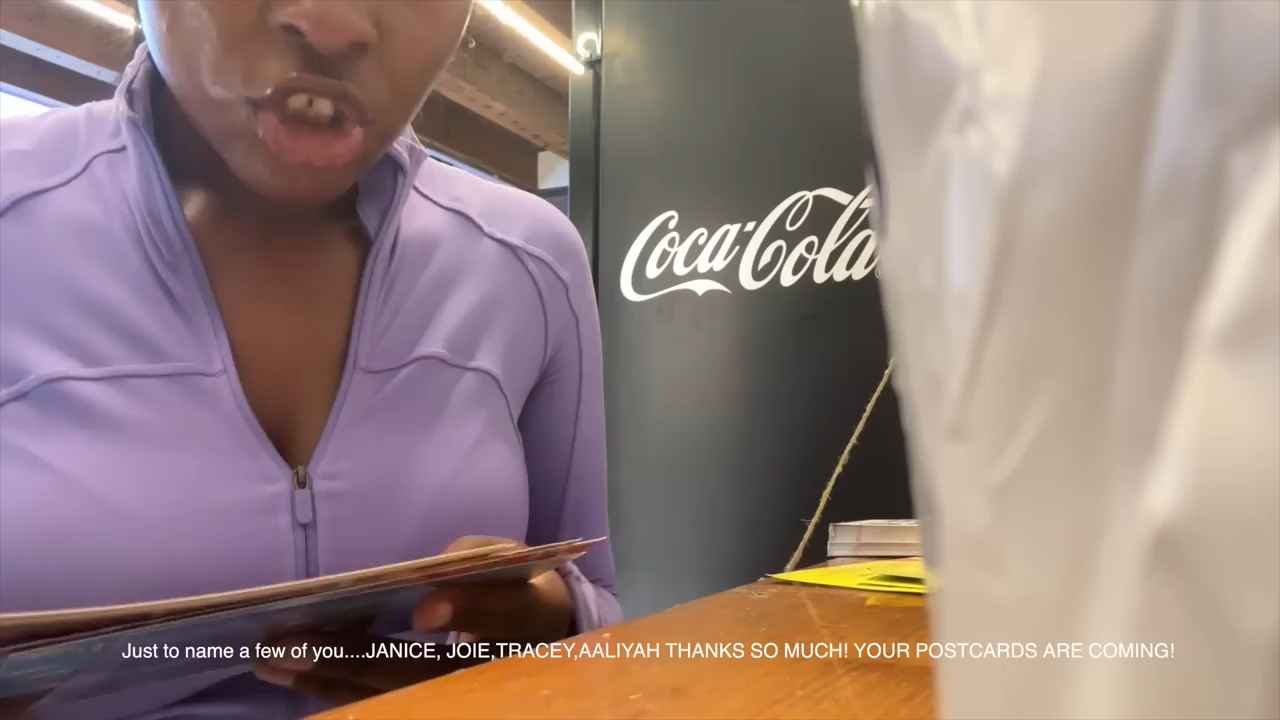 Coca-Cola
Just to name a few of you....JANICE, JOIE,TRACEY,AALIYAH THANKS SO MUCH! YOUR POSTCARDS ARE COMING!